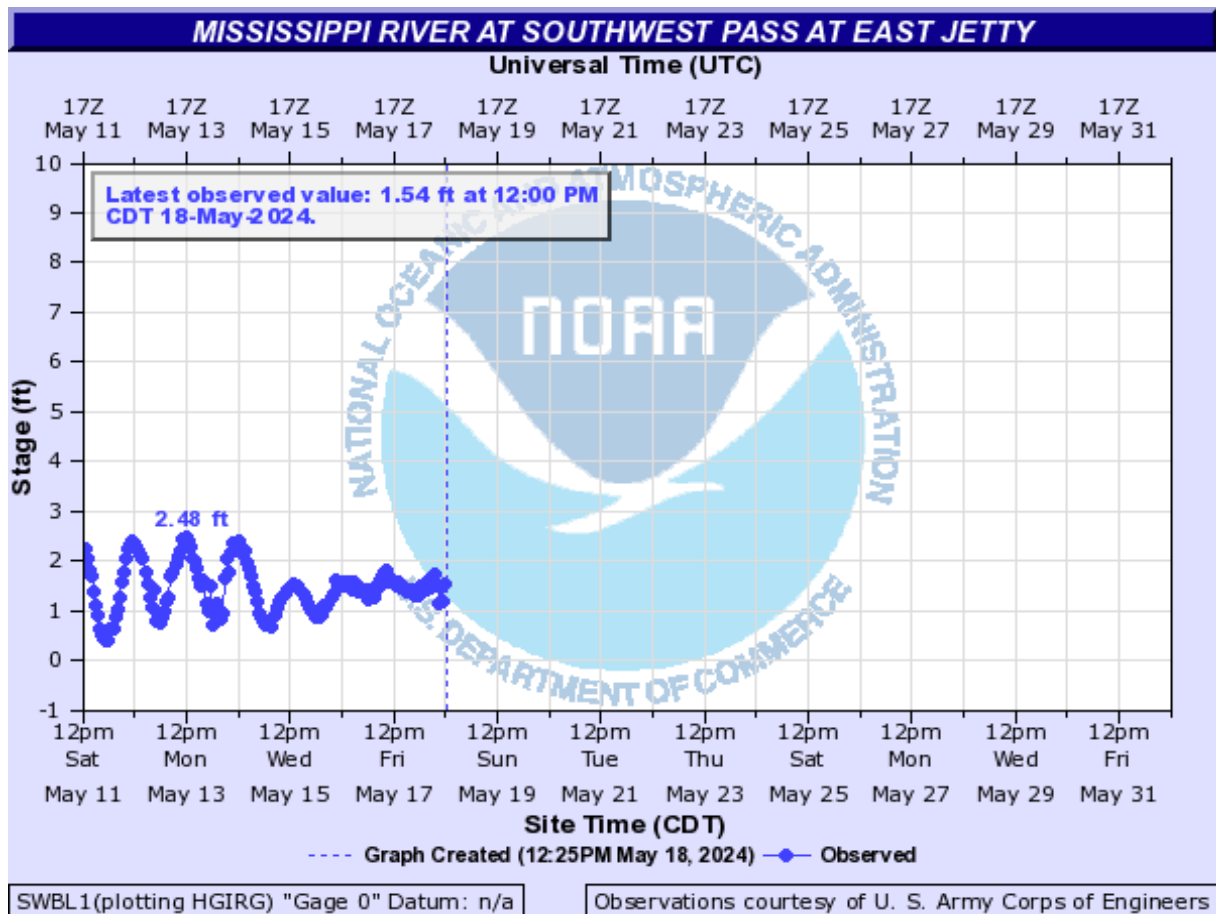 MISSISSIPPI RIVER AT SOUTHWEST PASS AT EAST JETTY
Universal Time (UTC)
17Z 17Z 17Z 17Z 17Z 17Z 17Z 17Z 17Z 17Z 17Z
May 11 May 13 May 15 May 17 May 19 May 21 May 23 May 25 May 27 May 29 May 31
Latest observed value: 1.54 ft at 12:00 PM
CDT 18-May-2024.
NATIONAL OCEANIC AND ATMOSPHERIC ADMINISTRATION
NOAA
U.S. DEPARTMENT OF COMMERCE
Stage (ft)
10
9
8
7
6
5
4
3
2
1
0
-1
2.48 ft
12pm 12pm 12pm 12pm 12pm 12pm 12pm 12pm 12pm 12pm 12pm
Sat Mon Wed Fri Sun Tue Thu Sat Mon Wed Fri
May 11 May 13 May 15 May 17 May 19 May 21 May 23 May 25 May 27 May 29 May 31
Site Time (CDT)
Graph Created (12:25PM May 18, 2024) Observed
SWBL1(plotting HGIRG) "Gage 0" Datum: n/a
Observations courtesy of U. S. Army Corps of Engineers